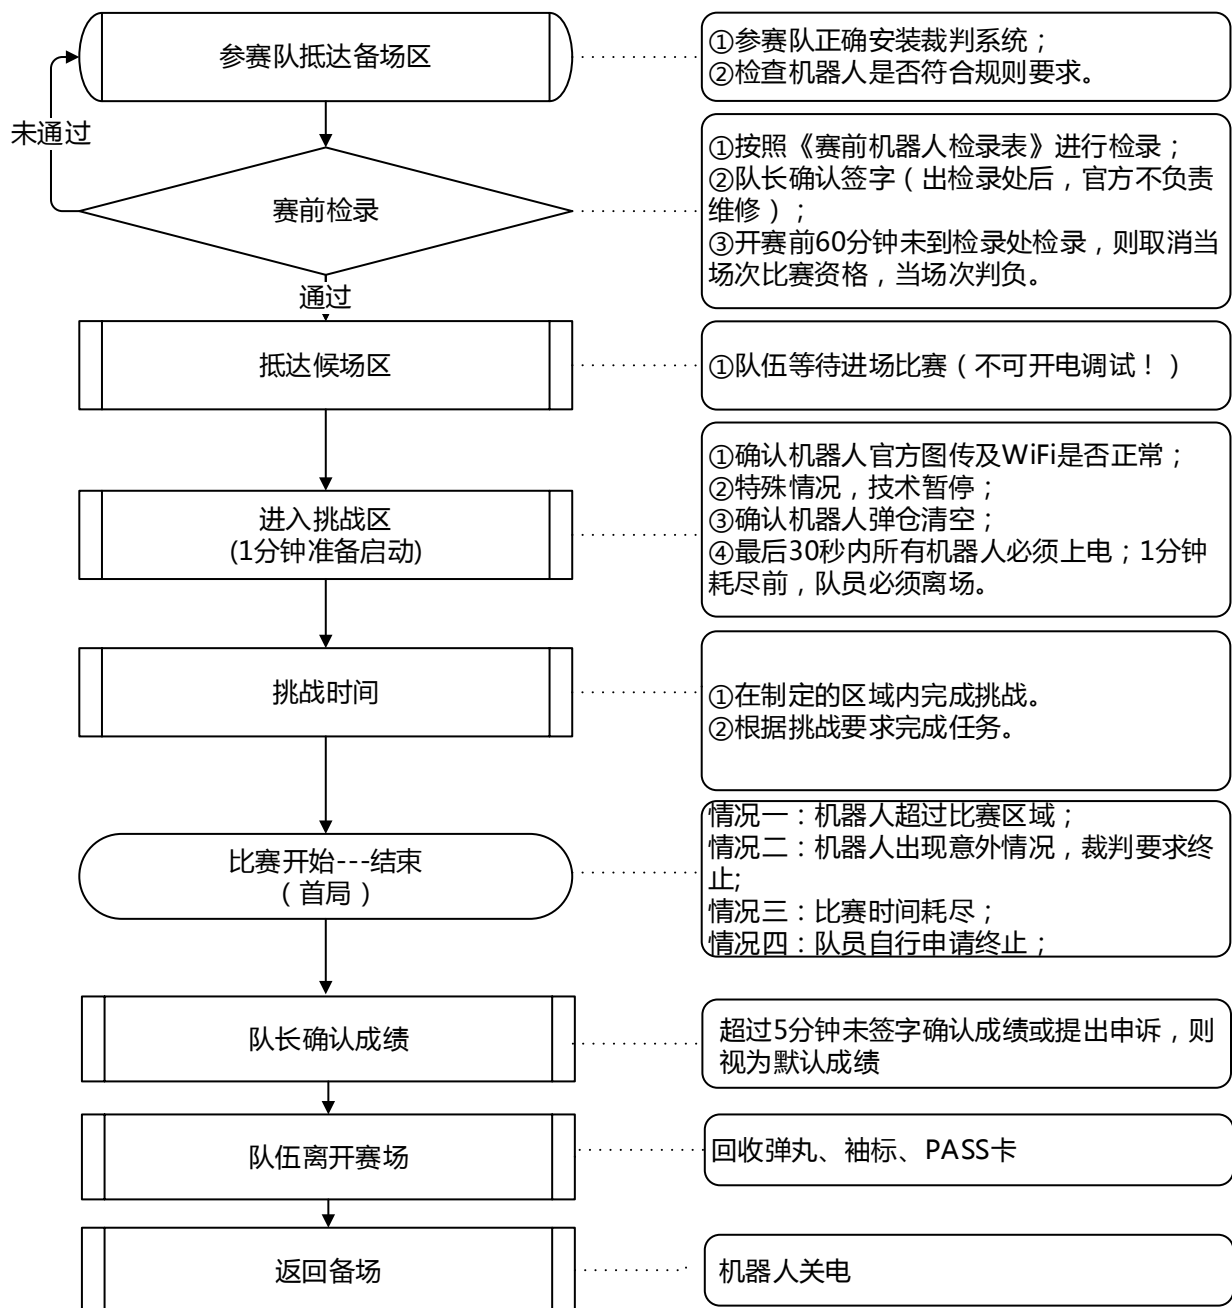 参赛队抵达备场区
①参赛队正确安装裁判系统；
②检查机器人是否符合规则要求。
未通过
赛前检录
①按照《赛前机器人检录表》进行检录；
②队长确认签字（出检录处后，官方不负责
维修）；
③开赛前60分钟未到检录处检录，则取消当
场次比赛资格，当场次判负。
通过
抵达候场区
①队伍等待进场比赛（不可开电调试！）
进入挑战区
(1分钟准备启动)
①确认机器人官方图传及WiFi是否正常；
②特殊情况，技术暂停；
③确认机器人弹仓清空；
④最后30秒内所有机器人必须上电；1分钟
耗尽前，队员必须离场。
挑战时间
①在制定的区域内完成挑战。
②根据挑战要求完成任务。
比赛开始---结束
（首局）
情况一：机器人超过比赛区域；
情况二：机器人出现意外情况，裁判要求终
止;
情况三：比赛时间耗尽；
情况四：队员自行申请终止；
队长确认成绩
超过5分钟未签字确认成绩或提出申诉，则
视为默认成绩
队伍离开赛场
回收弹丸、袖标、PASS卡
返回备场
机器人关电